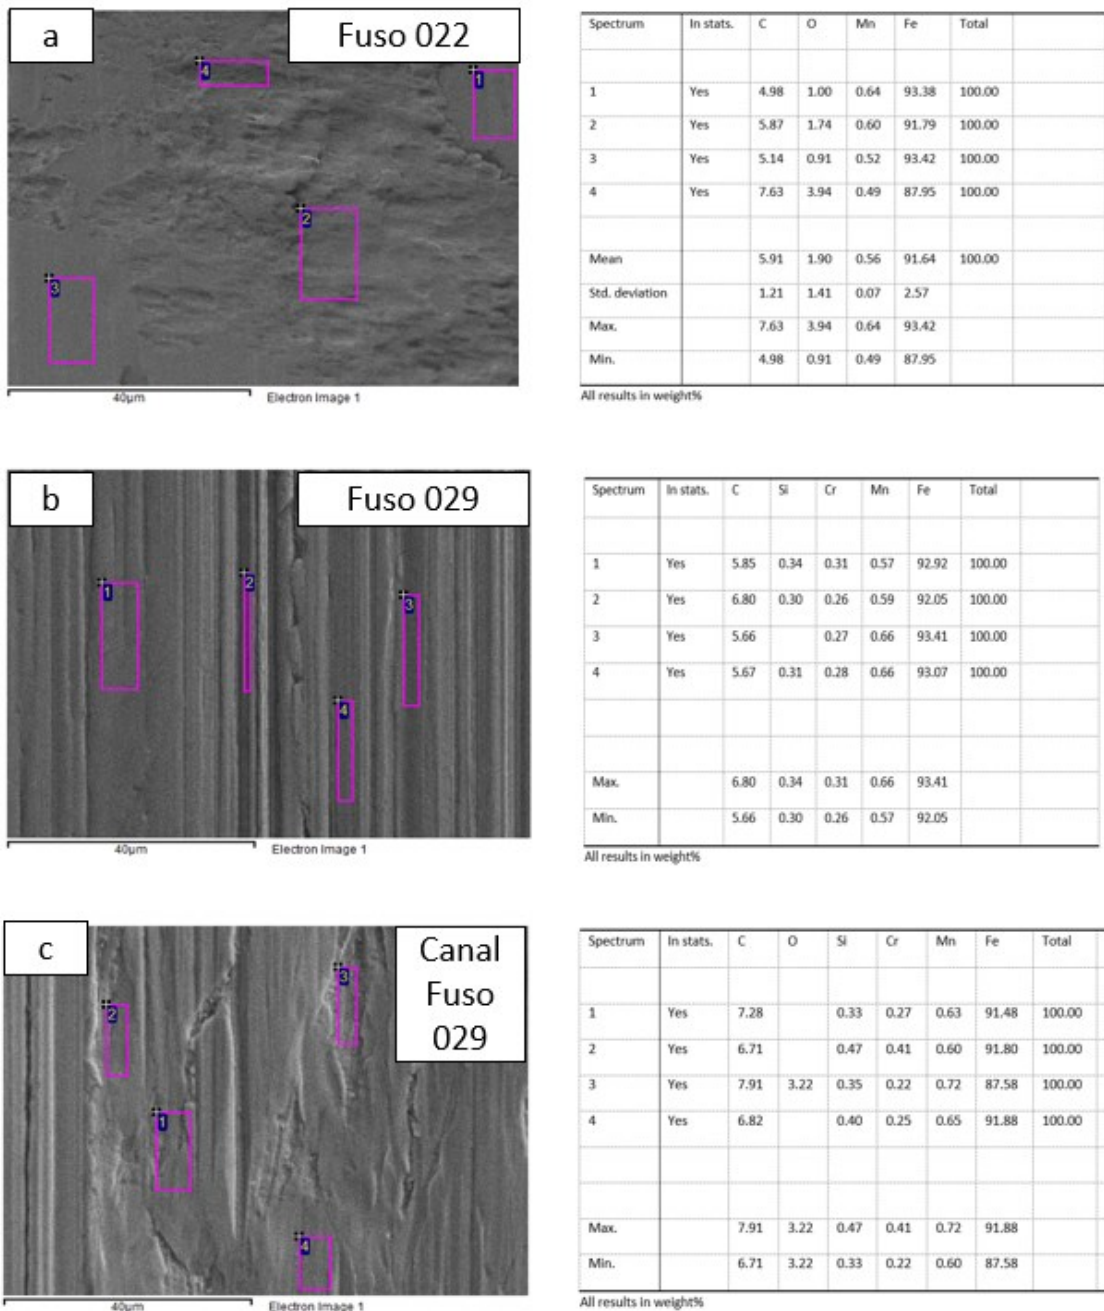 a
Fuso 022
4
1
2
3
40µm Electron Image 1
Spectrum In stats. C O Mn Fe Total
1 Yes 4.98 1.00 0.64 93.38 100.00
2 Yes 5.87 1.74 0.60 91.79 100.00
3 Yes 5.14 0.91 0.52 93.42 100.00
4 Yes 7.63 3.94 0.49 87.95 100.00
Mean 5.91 1.90 0.56 91.64 100.00
Std. deviation 1.21 1.41 0.07 2.57
Max. 7.63 3.94 0.64 93.42
Min. 4.98 0.91 0.49 87.95
All results in weight%
b
Fuso 029
1
2
3
4
40µm Electron Image 1
Spectrum In stats. C Si Cr Mn Fe Total
1 Yes 5.85 0.34 0.31 0.57 92.92 100.00
2 Yes 6.80 0.30 0.26 0.59 92.05 100.00
3 Yes 5.66 0.27 0.66 93.41 100.00
4 Yes 5.67 0.31 0.28 0.66 93.07 100.00
Max. 6.80 0.34 0.31 0.66 93.41
Min. 5.66 0.30 0.26 0.57 92.05
All results in weight%
c
Canal
Fuso
029
3
2
1
4
40µm Electron Image 1
Spectrum In stats. C O Si Cr Mn Fe Total
1 Yes 7.28 0.33 0.27 0.63 91.48 100.00
2 Yes 6.71 0.47 0.41 0.60 91.80 100.00
3 Yes 7.91 3.22 0.35 0.22 0.72 87.58 100.00
4 Yes 6.82 0.40 0.25 0.65 91.88 100.00
Max. 7.91 3.22 0.47 0.41 0.72 91.88
Min. 6.71 3.22 0.33 0.22 0.60 87.58
All results in weight%